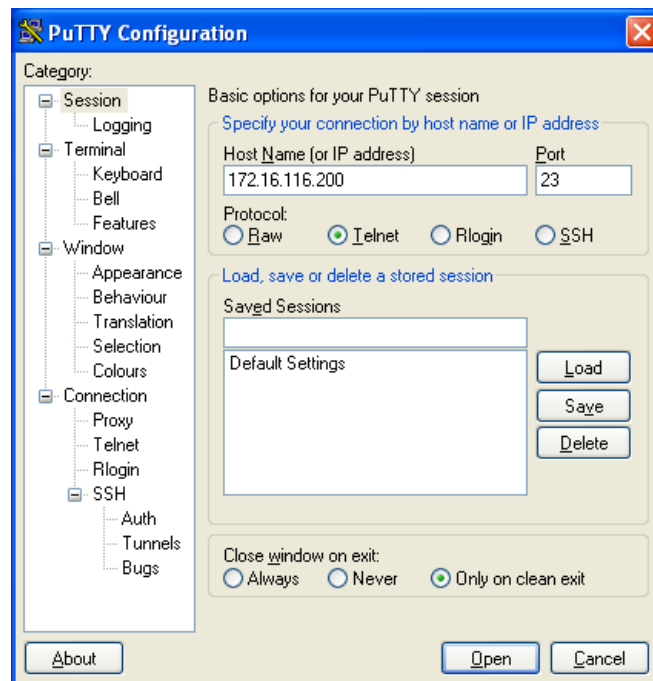 PuTTY Configuration
Category:
Session
Logging
Terminal
Keyboard
Bell
Features
Window
Appearance
Behaviour
Translation
Selection
Colours
Connection
Proxy
Telnet
Rlogin
SSH
Auth
Tunnels
Bugs
Basic options for your PuTTY session
Specify your connection by host name or IP address
Host Name (or IP address) Port
172.16.116.200 23
Protocol:
Raw Telnet Rlogin SSH
Load, save or delete a stored session
Saved Sessions
Default Settings
Load
Save
Delete
Close window on exit:
Always Never Only on clean exit
About Open Cancel